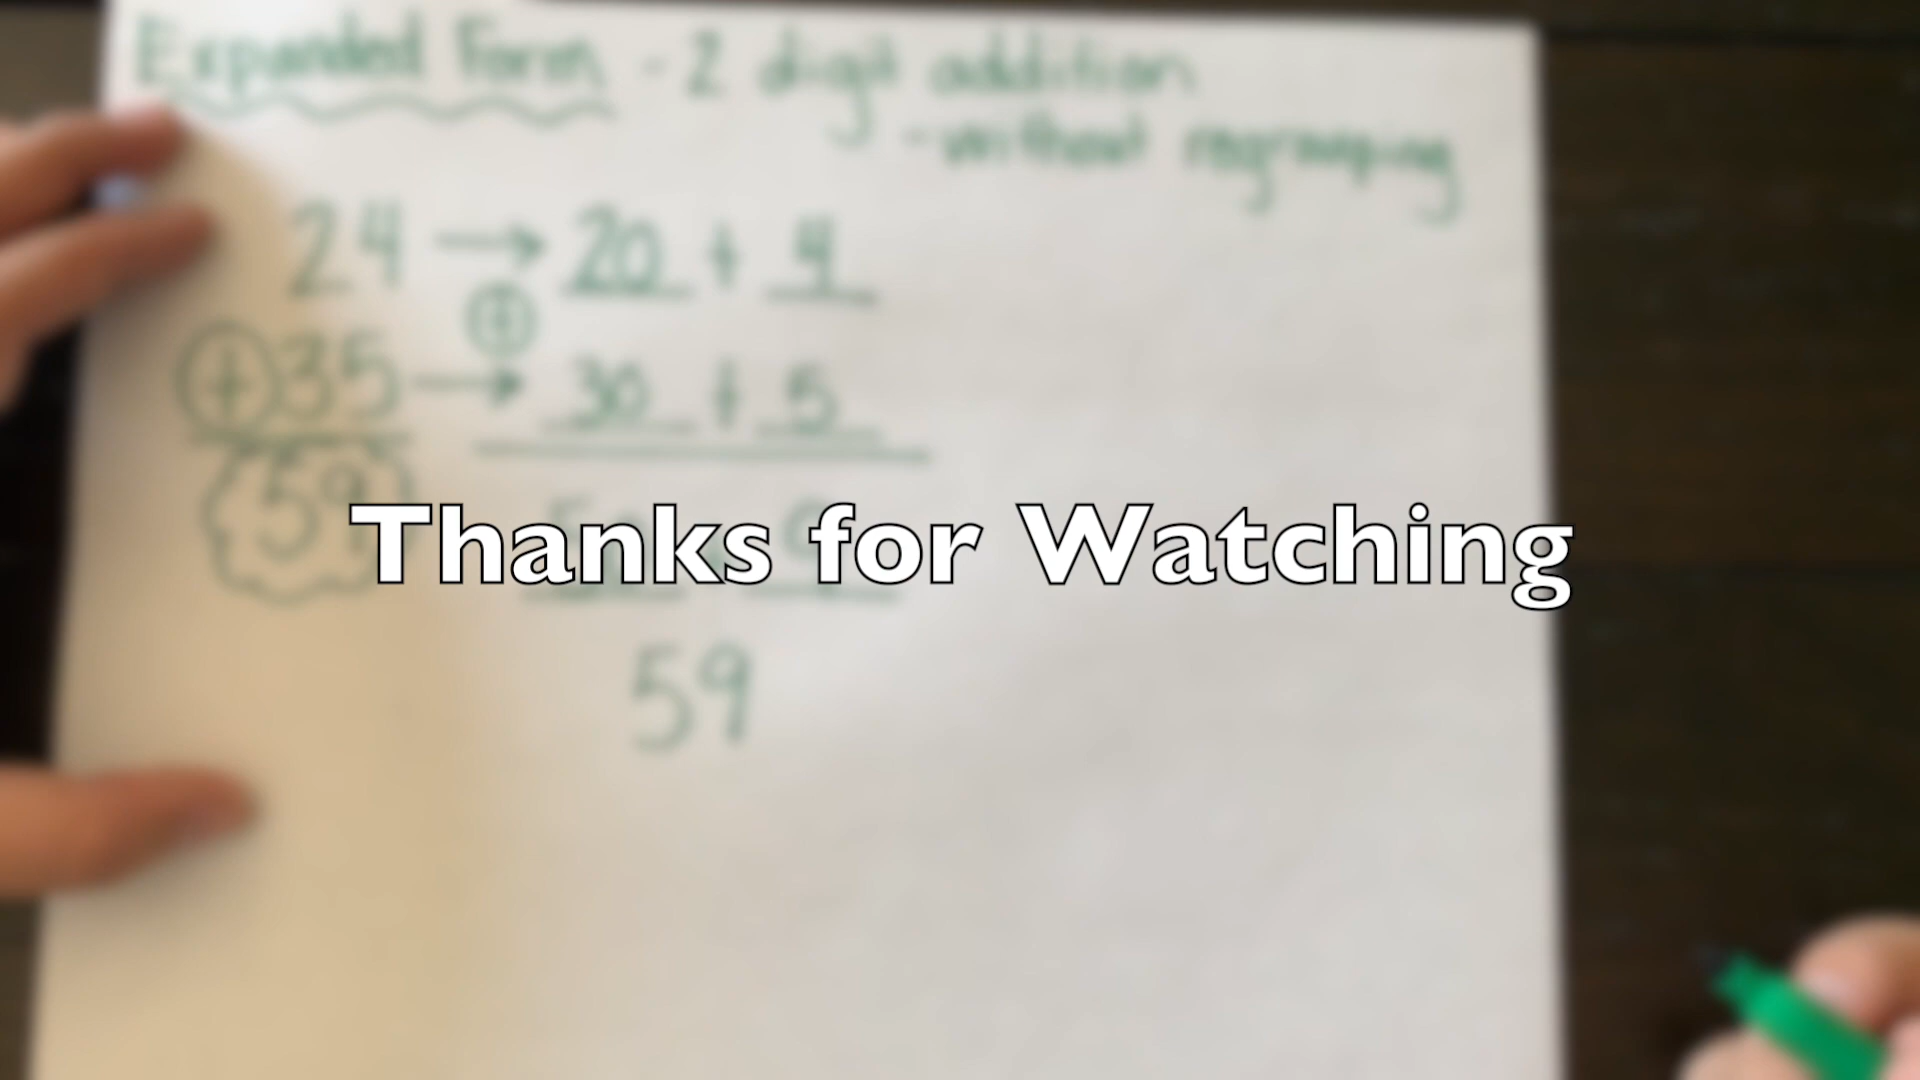 Expanded Form - 2 digit addition
- without regrouping
24 → 20 + 4
+
+ 35 → 30 + 5
59
Thanks for Watching
59